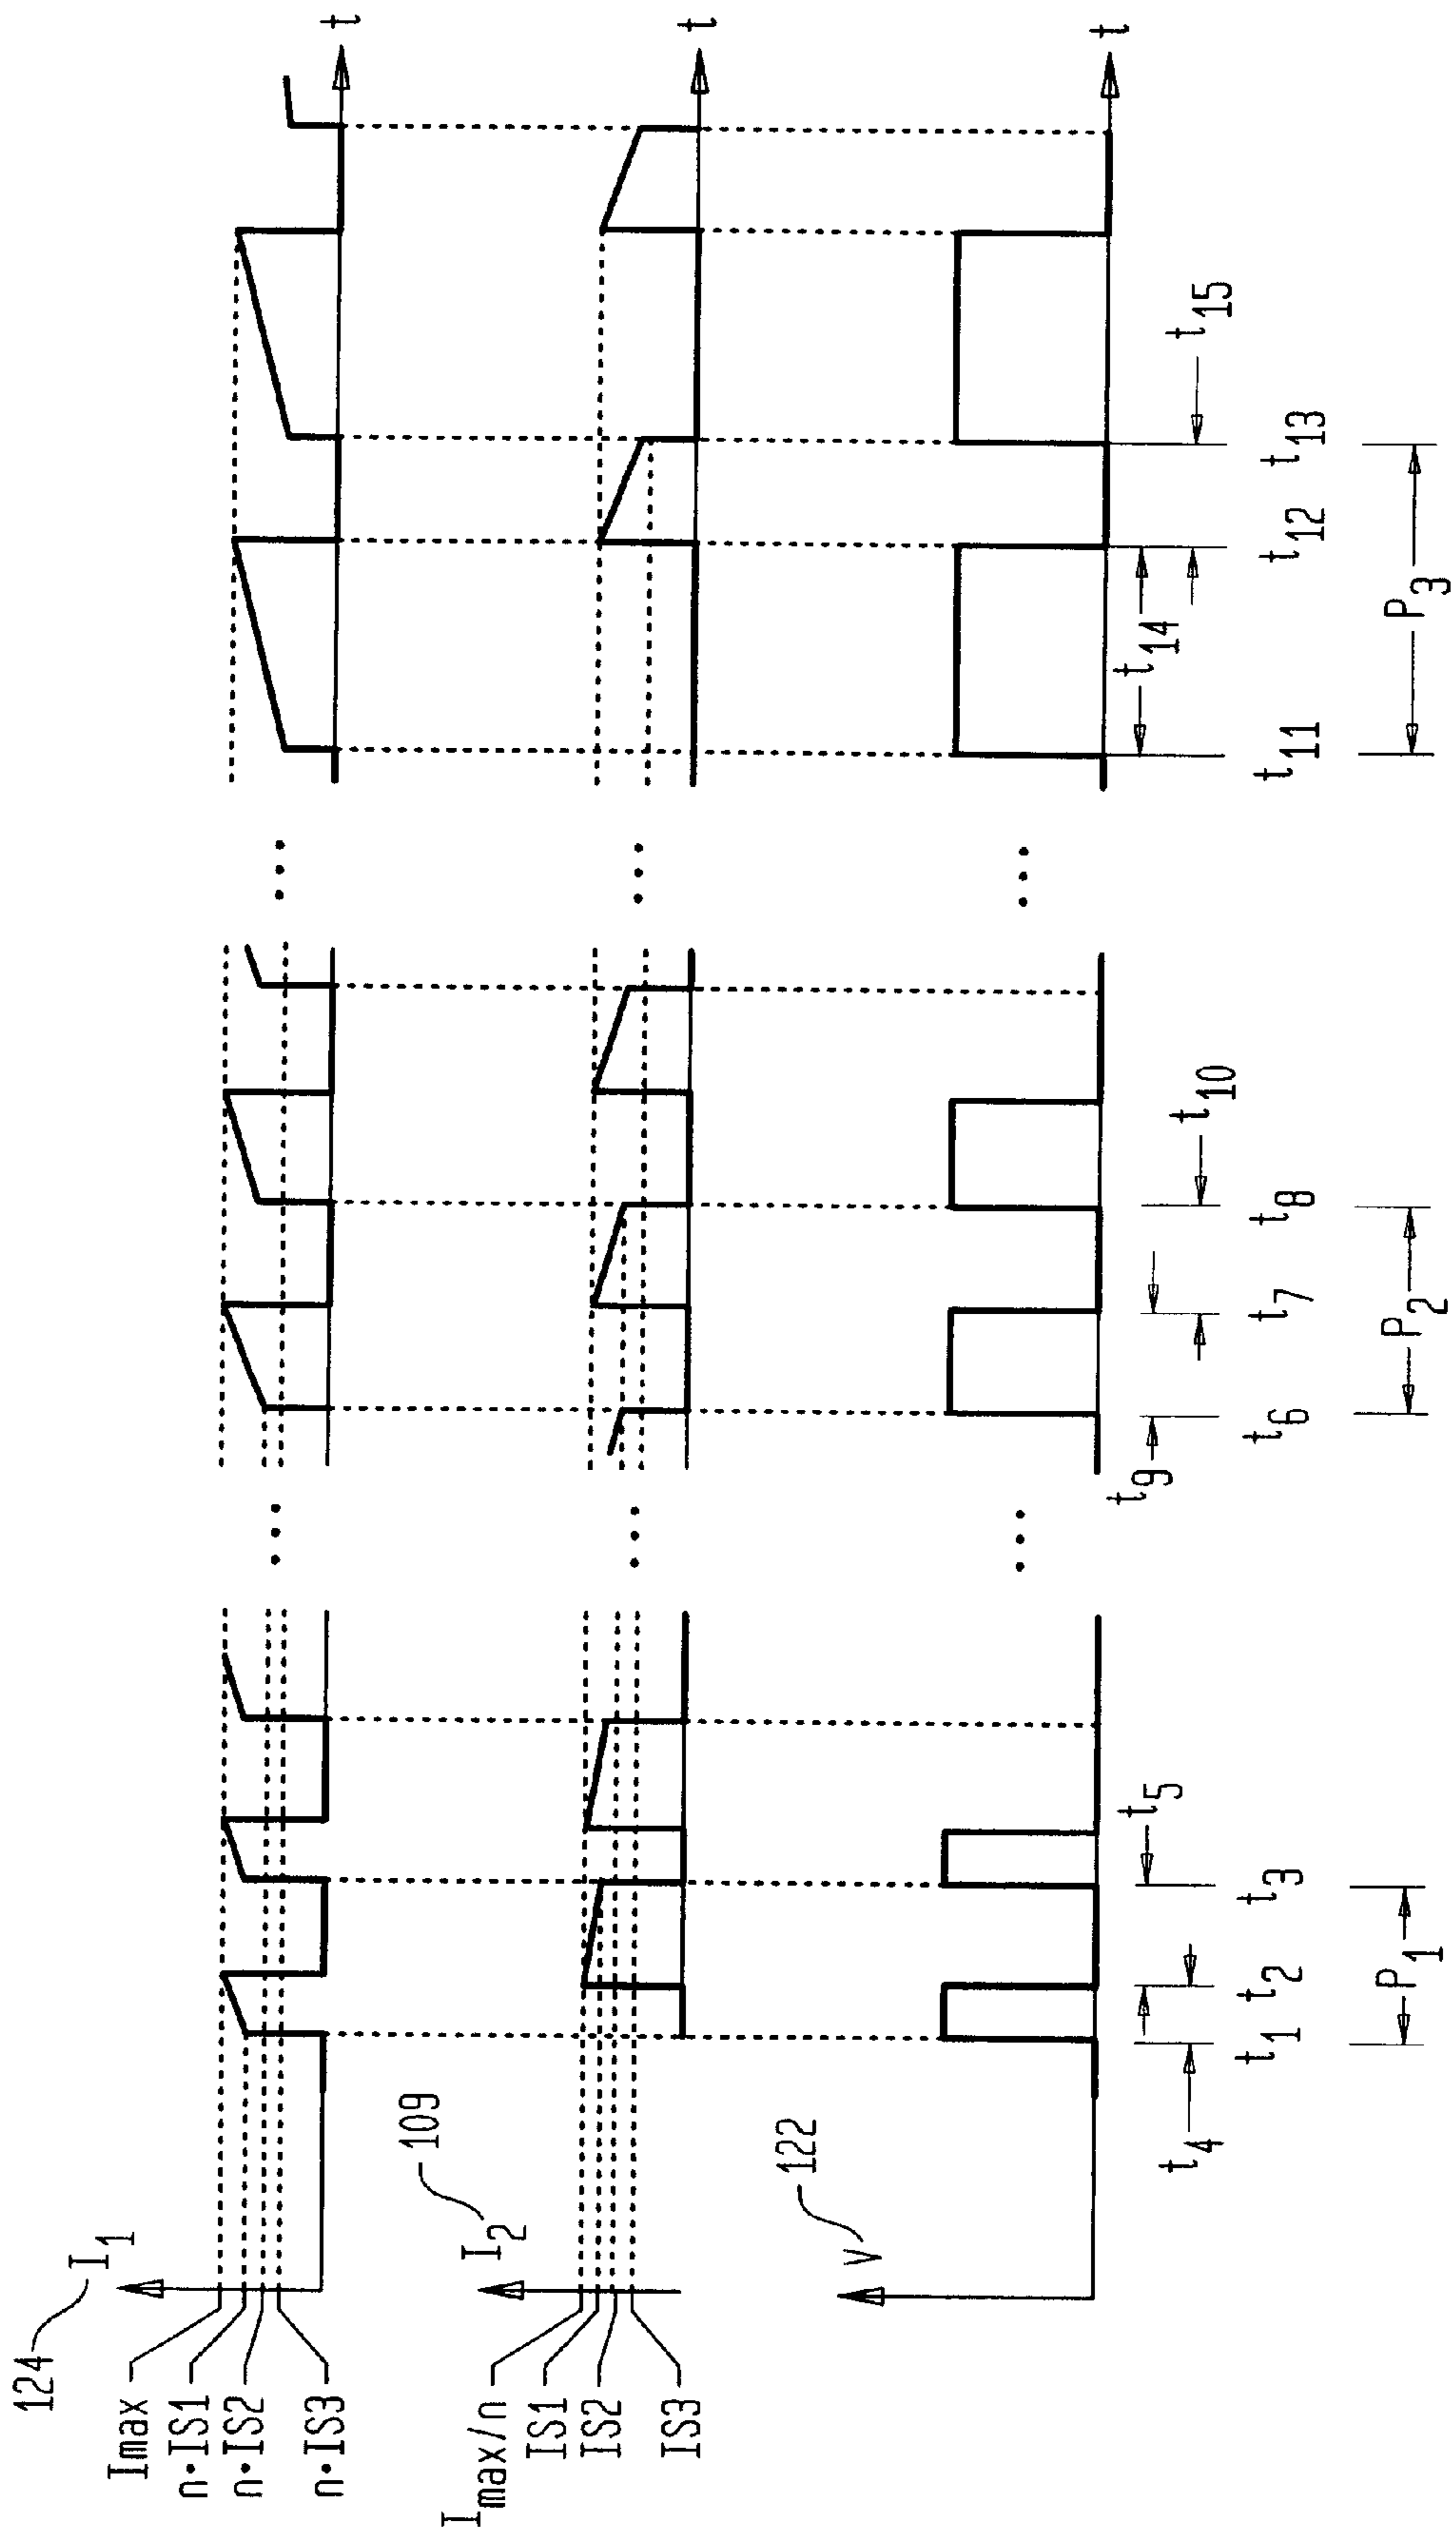 124
I1
t
Imax
n•IS1
n•IS2
n•IS3
109
I2
t
Imax/n
IS1
IS2
IS3
122
V
t
t4
t5
t9
t10
t14
t15
t1
t2
t3
t6
t7
t8
t11
t12
t13
P1
P2
P3